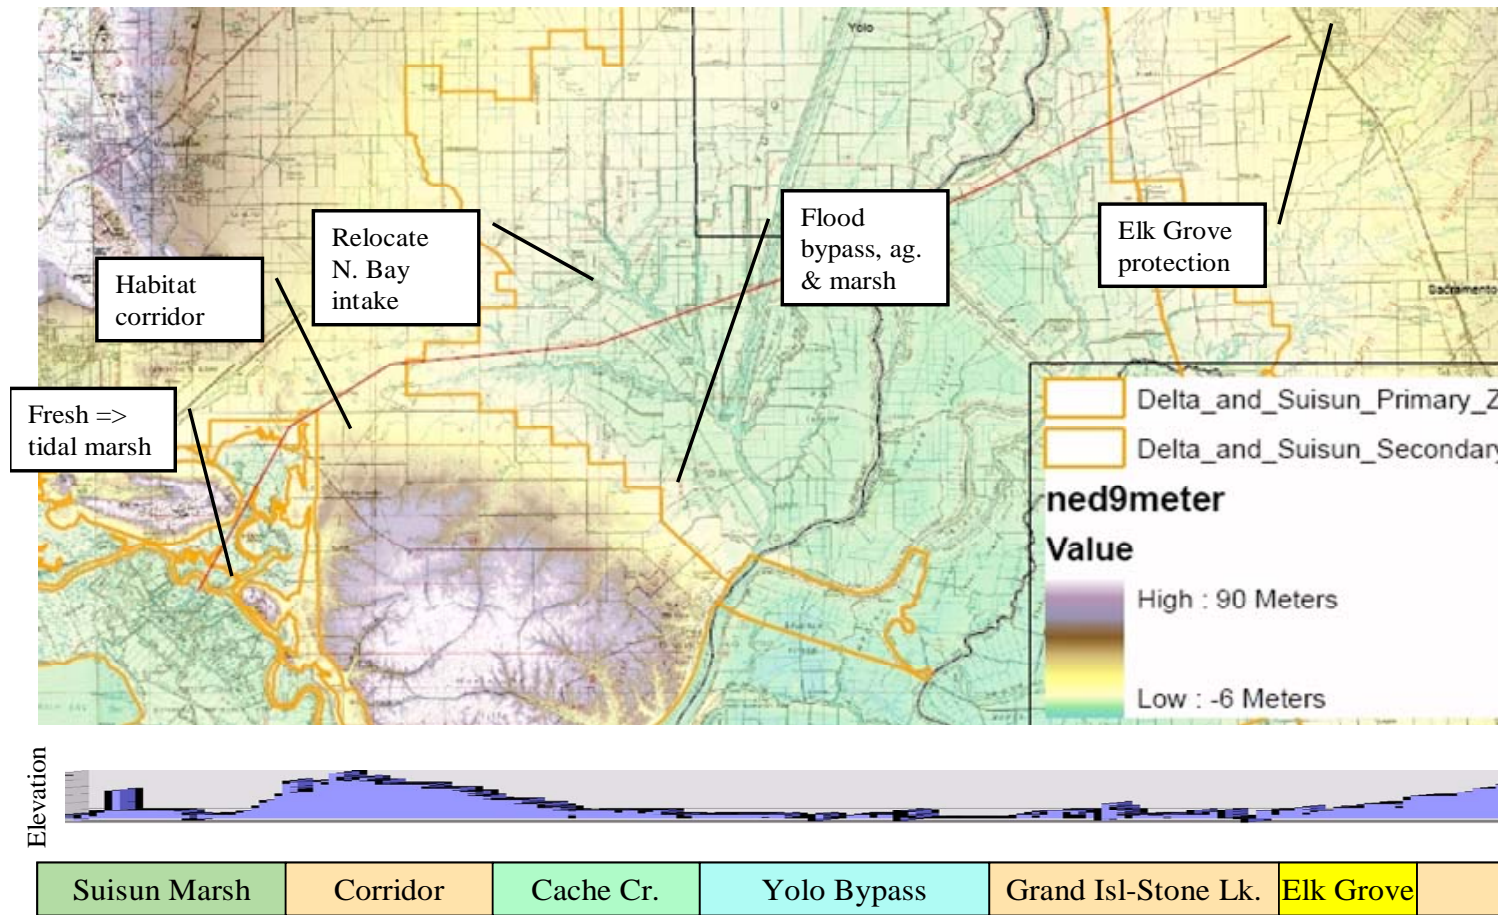 Yolo
Flood
bypass, ag.
& marsh
Elk Grove
protection
Relocate
N. Bay
intake
Habitat
corridor
Sacramento
Fresh =>
tidal marsh
Delta_and_Suisun_Primary_Z
Delta_and_Suisun_Secondary
ned9meter
Value
High : 90 Meters
Low : -6 Meters
Elevation
Suisun Marsh
Corridor
Cache Cr.
Yolo Bypass
Grand Isl-Stone Lk.
Elk Grove